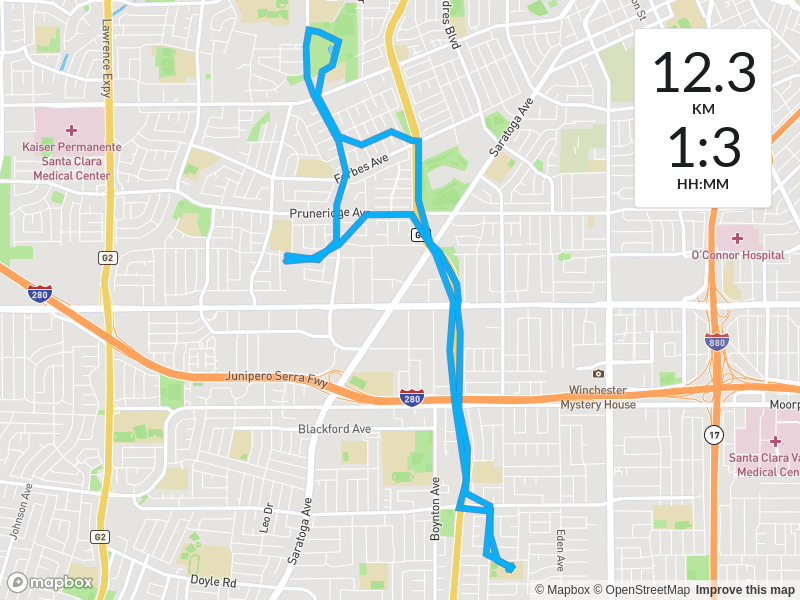 12.3
KM
1:3
HH:MM
Lawrence Expy
Saratoga Ave
Kaiser Permanente
Santa Clara
Medical Center
Forbes Ave
Pruneridge Ave
G2
O'Connor Hospital
280
880
Junipero Serra Fwy
280
Winchester
Mystery House
Moorp
Blackford Ave
17
Santa Clara Va
Medical Cent
Johnson Ave
Leo Dr
Saratoga Ave
Boynton Ave
Eden Ave
G2
Doyle Rd
mapbox
© Mapbox © OpenStreetMap Improve this map